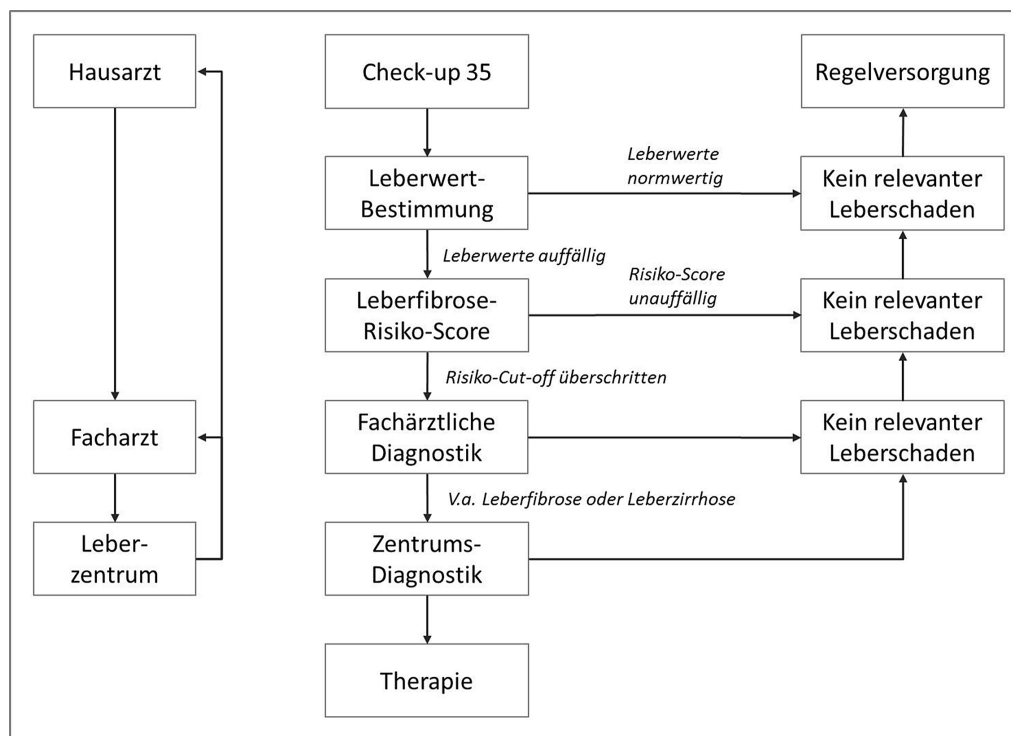 Hausarzt
Check-up 35
Regelversorgung
Leberwert-
Bestimmung
Leberwerte
normwertig
Kein relevanter
Leberschaden
Leberwerte auffällig
Leberfibrose-
Risiko-Score
Risiko-Score
unauffällig
Kein relevanter
Leberschaden
Risiko-Cut-off überschritten
Facharzt
Fachärztliche
Diagnostik
Kein relevanter
Leberschaden
V.a. Leberfibrose oder Leberzirrhose
Leber-
zentrum
Zentrums-
Diagnostik
Therapie